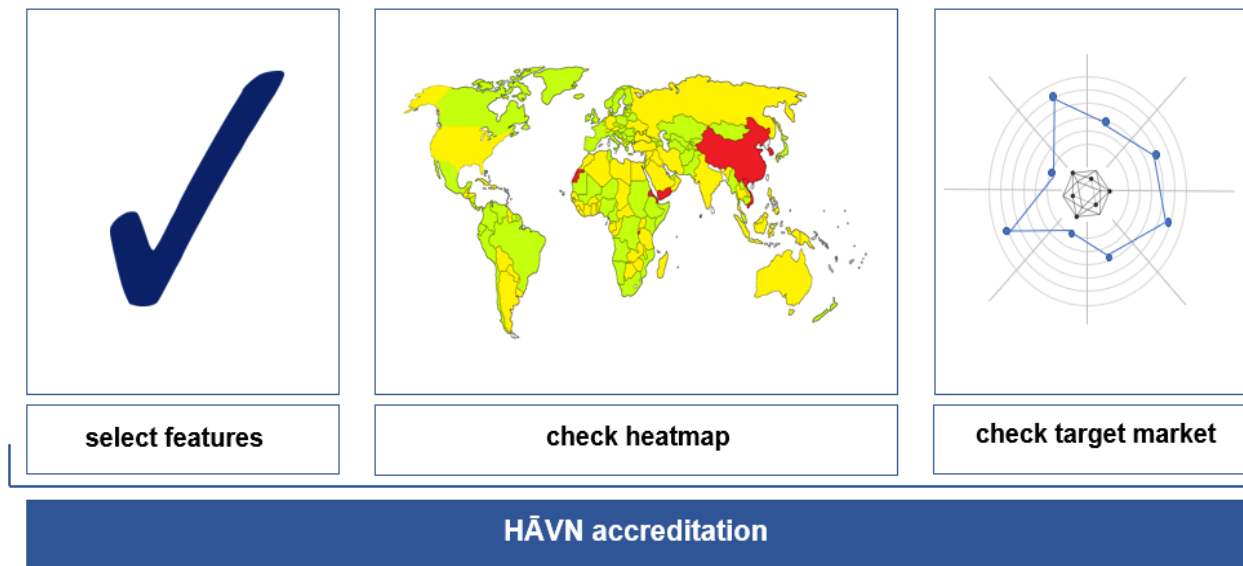 select features
check heatmap
check target market
HĀVN accreditation